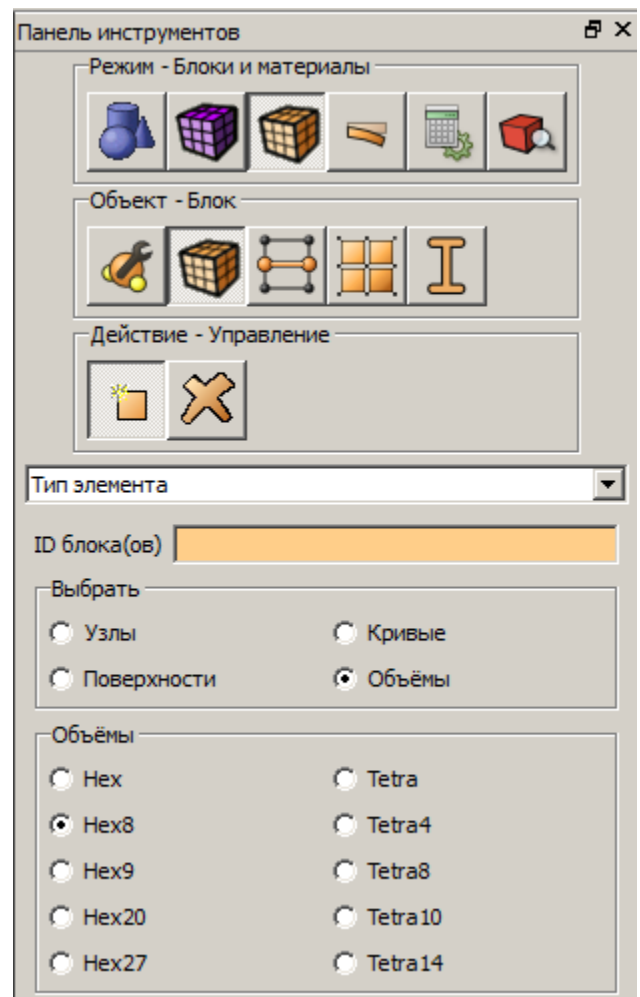 Панель инструментов
Режим - Блоки и материалы
Объект - Блок
Действие - Управление
Тип элемента
ID блока(ов)
Выбрать
Узлы Кривые
Поверхности Объёмы
Объёмы
Hex Tetra
Hex8 Tetra4
Hex9 Tetra8
Hex20 Tetra10
Hex27 Tetra14